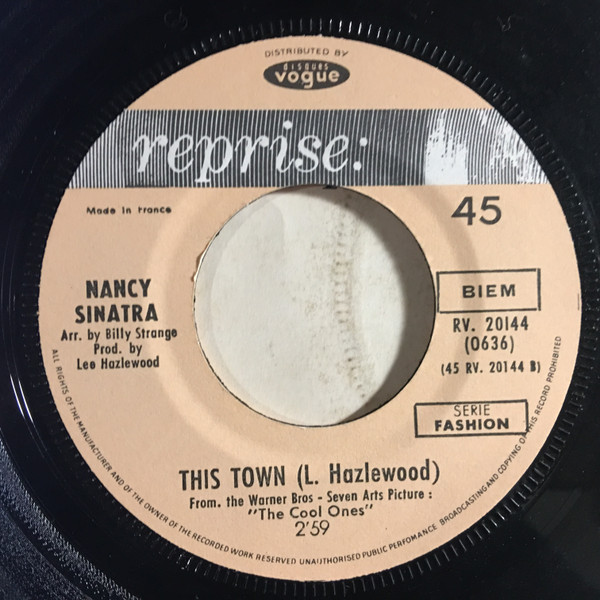 DISTRIBUTED BY
disques
vogue
reprise:
Made in France
45
NANCY
SINATRA
Arr. by Billy Strange
Prod. by
Lee Hazlewood
BIEM
RV. 20144
(0636)
(45 RV. 20144 B)
SERIE
FASHION
THIS TOWN (L. Hazlewood)
From. the Warner Bros - Seven Arts Picture :
"The Cool Ones"
2'59
ALL RIGHTS OF THE MANUFACTURER AND OF THE OWNER OF THE RECORDED WORK RESERVED UNAUTHORISED PUBLIC PERFOMANCE BROADCASTING AND COPYING OF THIS RECORD PROHIBITED